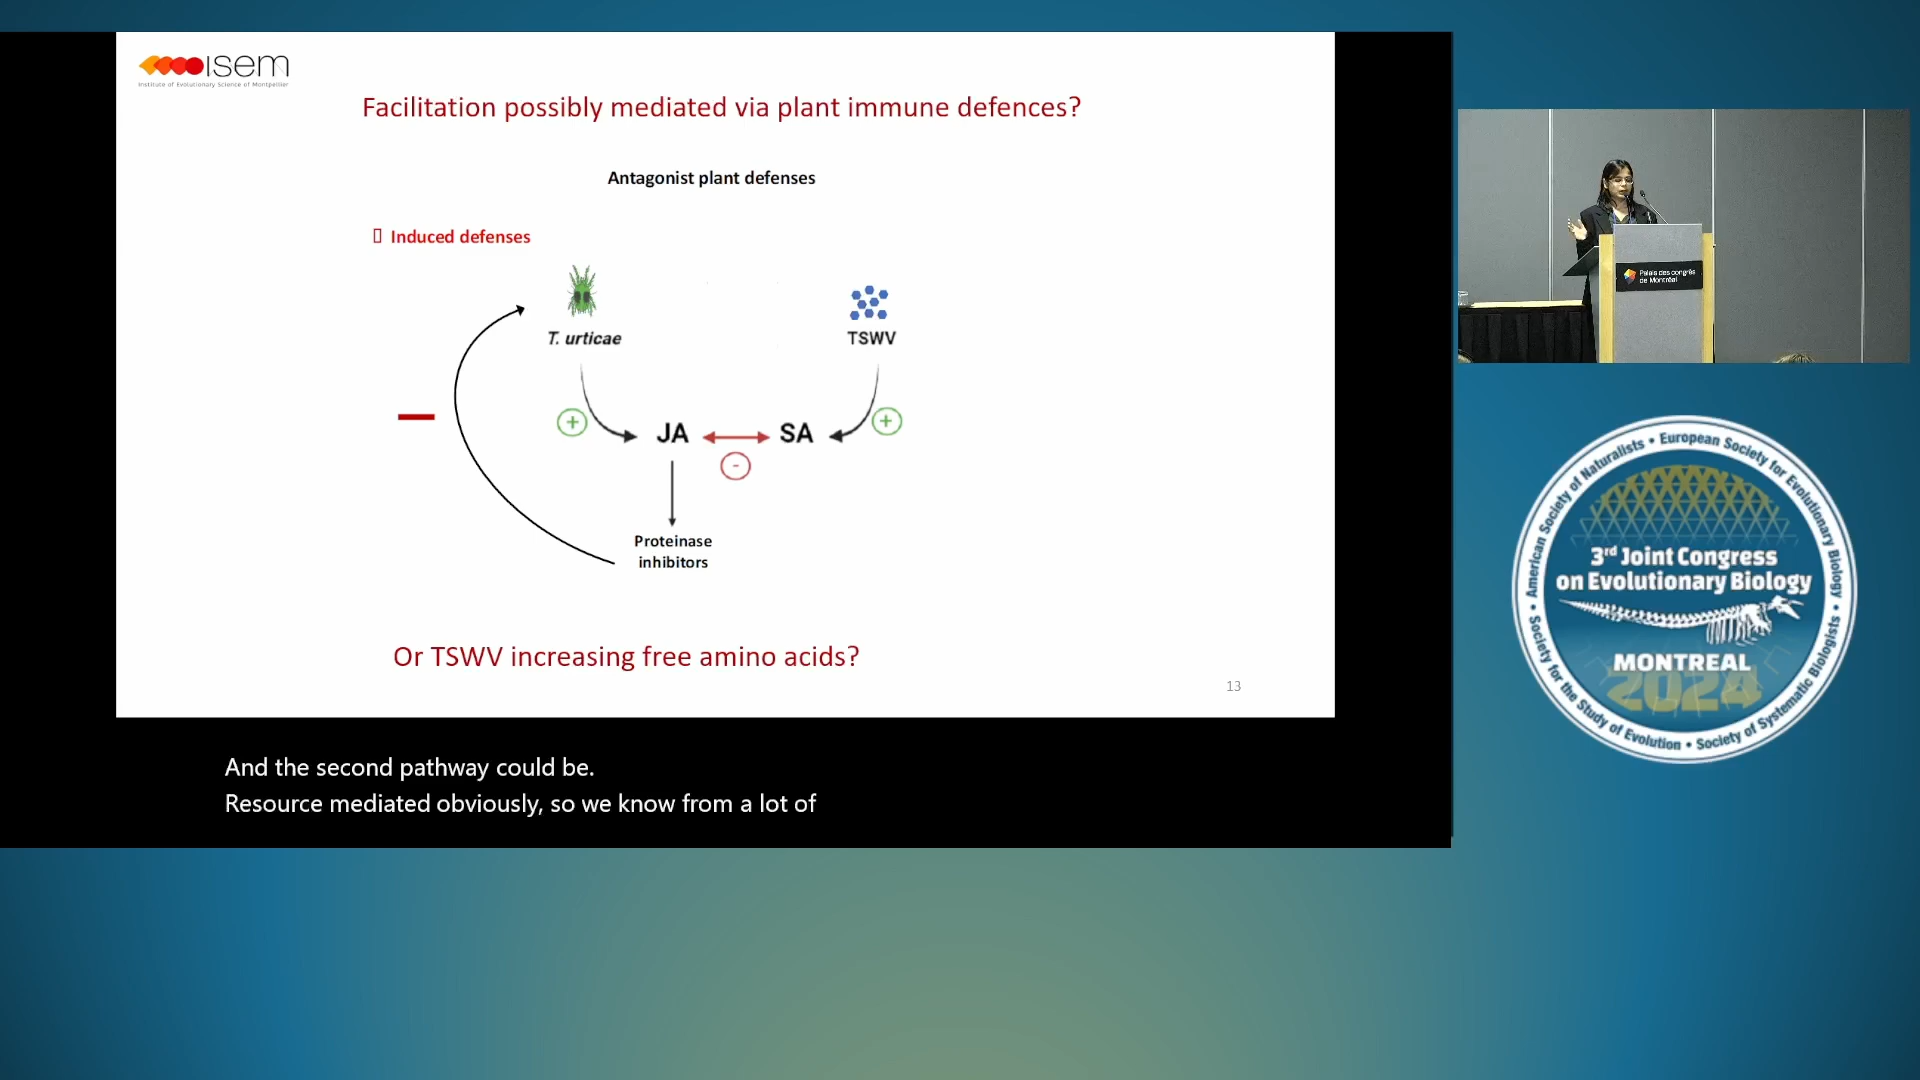 isem
Institute of Evolutionary Science of Montpellier
Facilitation possibly mediated via plant immune defences?
Antagonist plant defenses
Induced defenses
T. urticae
TSWV
+
JA
SA
+
-
Proteinase
inhibitors
Or TSWV increasing free amino acids?
13
And the second pathway could be.
Resource mediated obviously, so we know from a lot of
Palais des congrès
de Montréal
American Society of Naturalists • European Society for Evolutionary Biology •
Society for the Study of Evolution • Society of Systematic Biologists •
3rd Joint Congress
on Evolutionary Biology
MONTREAL
2024